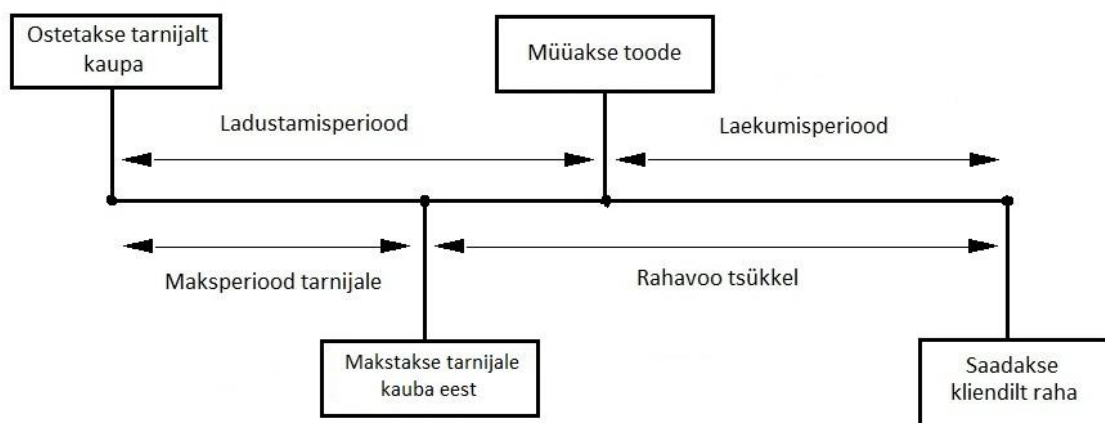 Ostetakse tarnijalt
kaupa
Müüakse toode
Ladustamisperiood
Laekumisperiood
Maksperiood tarnijale
Rahavoo tsükkel
Makstakse tarnijale
kauba eest
Saadakse
kliendilt raha